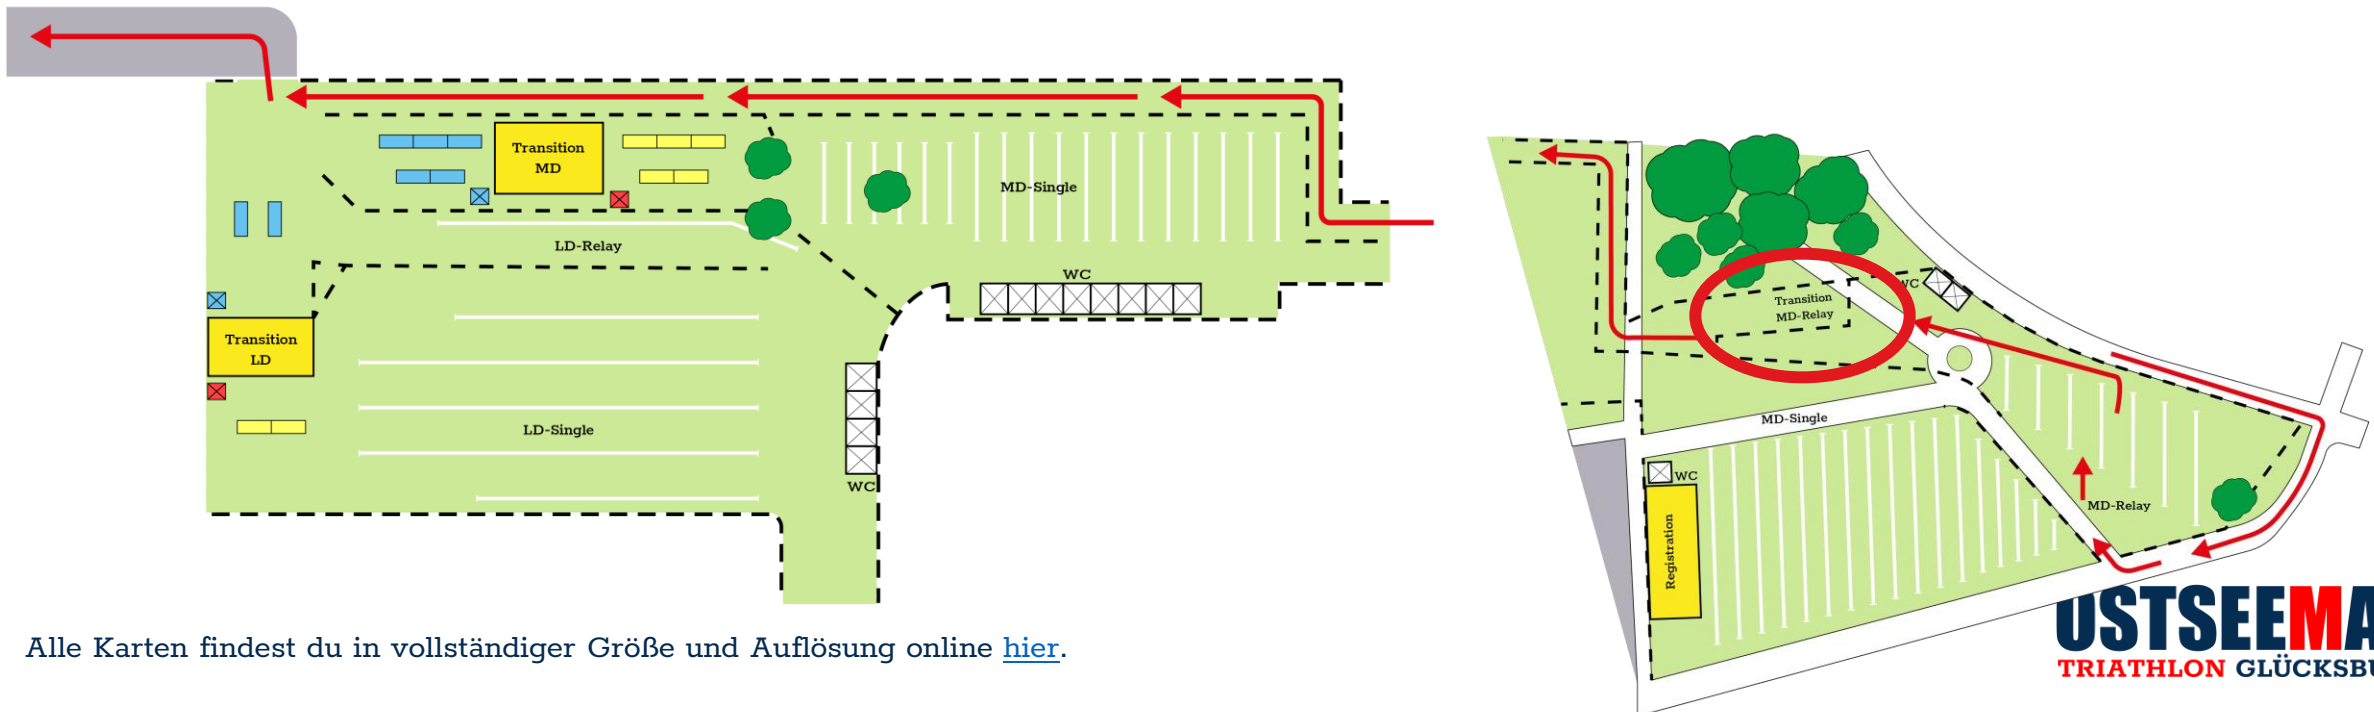 Transition
MD
MD-Single
LD-Relay
WC
Transition
LD
LD-Single
WC
Transition
MD-Relay
WC
MD-Single
WC
Registration
MD-Relay
Alle Karten findest du in vollständiger Größe und Auflösung online hier.
OSTSEEMA
TRIATHLON GLÜCKSBU